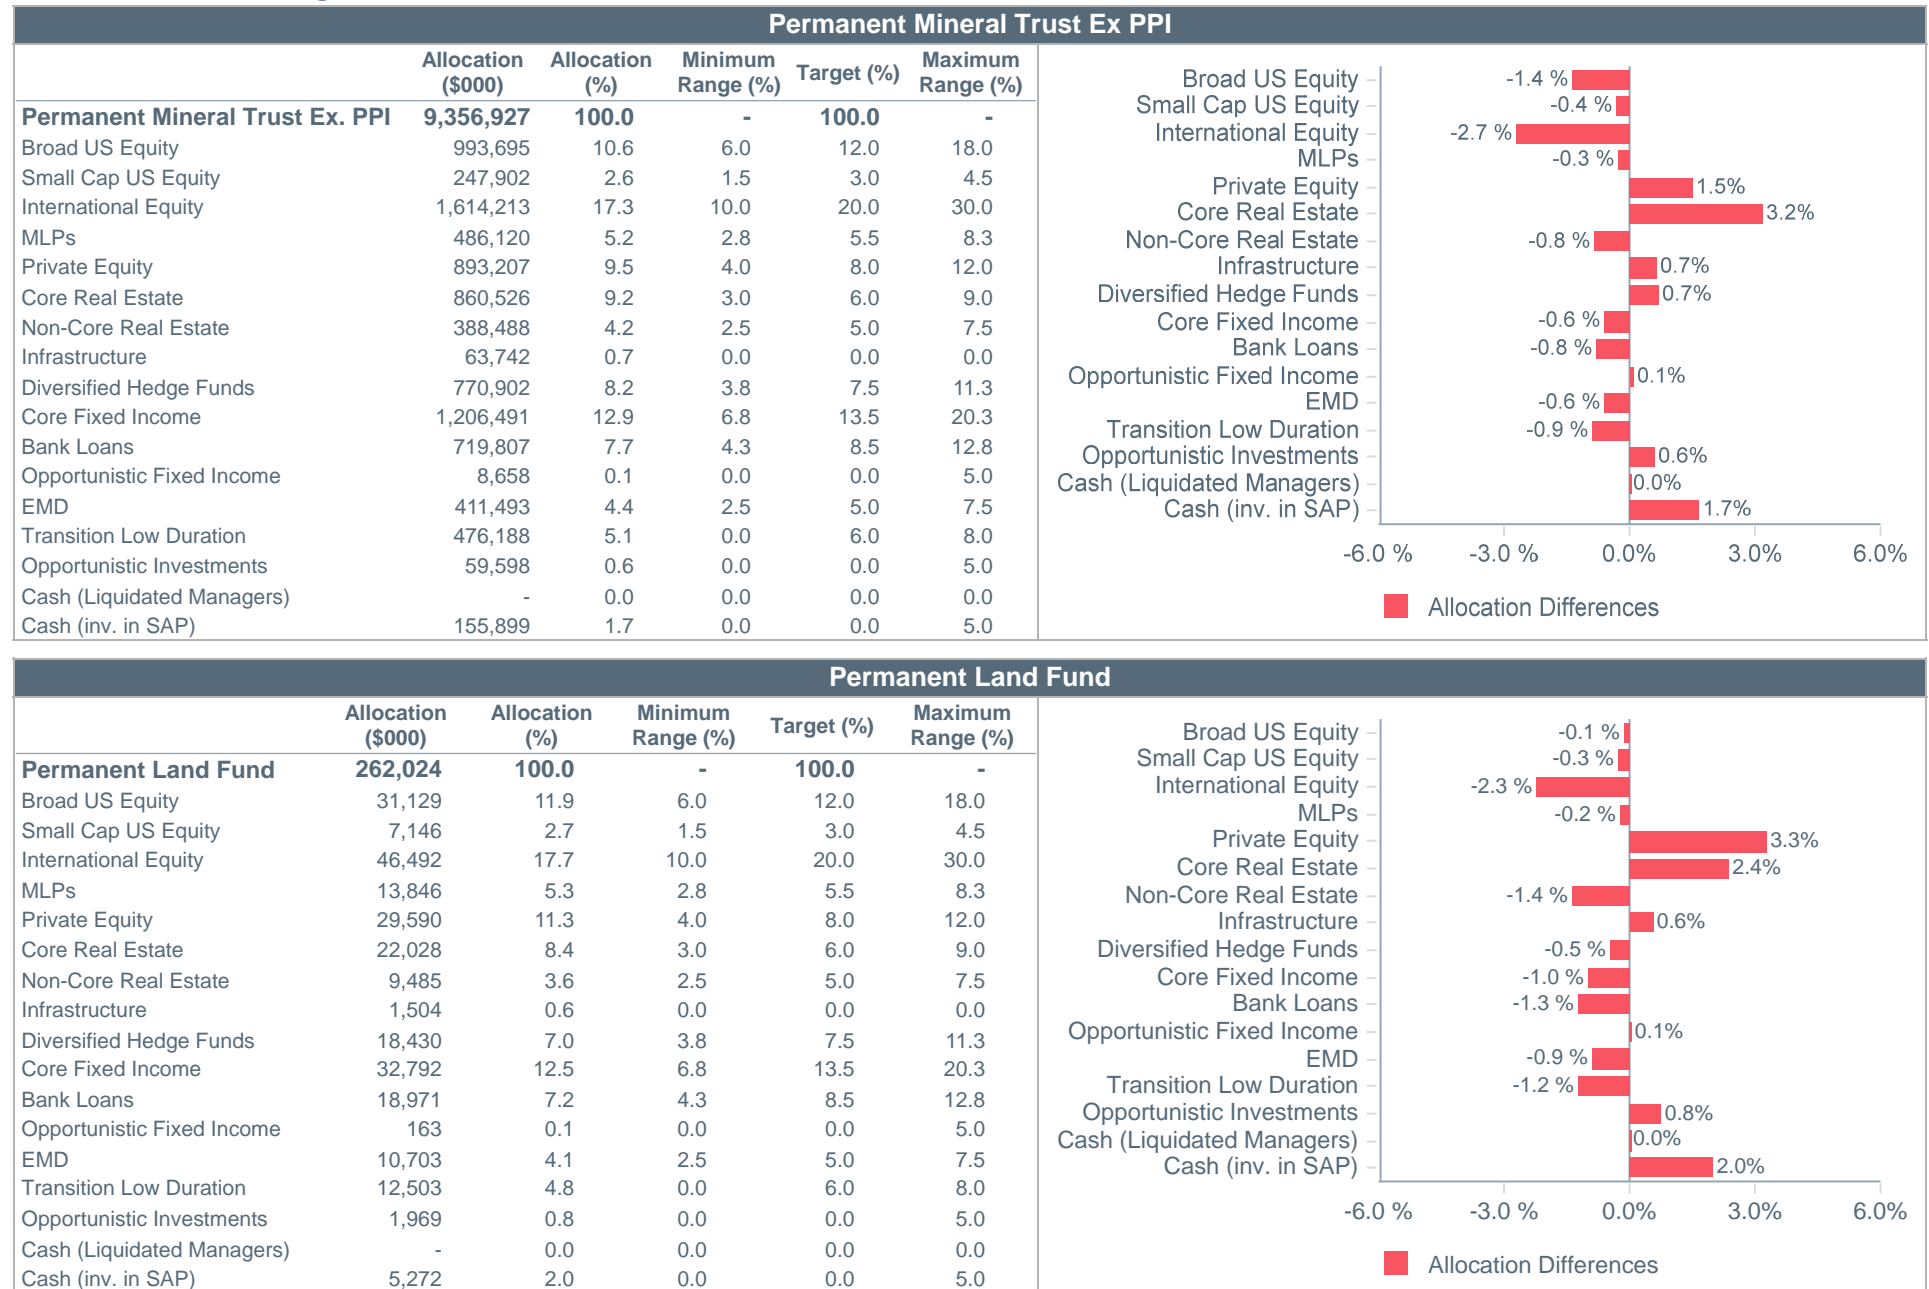 Permanent Mineral Trust Ex PPI
Allocation ($000) Allocation (%) Minimum Range (%) Target (%) Maximum Range (%)
Permanent Mineral Trust Ex. PPI 9,356,927 100.0 - 100.0 -
Broad US Equity 993,695 10.6 6.0 12.0 18.0
Small Cap US Equity 247,902 2.6 1.5 3.0 4.5
International Equity 1,614,213 17.3 10.0 20.0 30.0
MLPs 486,120 5.2 2.8 5.5 8.3
Private Equity 893,207 9.5 4.0 8.0 12.0
Core Real Estate 860,526 9.2 3.0 6.0 9.0
Non-Core Real Estate 388,488 4.2 2.5 5.0 7.5
Infrastructure 63,742 0.7 0.0 0.0 0.0
Diversified Hedge Funds 770,902 8.2 3.8 7.5 11.3
Core Fixed Income 1,206,491 12.9 6.8 13.5 20.3
Bank Loans 719,807 7.7 4.3 8.5 12.8
Opportunistic Fixed Income 8,658 0.1 0.0 0.0 5.0
EMD 411,493 4.4 2.5 5.0 7.5
Transition Low Duration 476,188 5.1 0.0 6.0 8.0
Opportunistic Investments 59,598 0.6 0.0 0.0 5.0
Cash (Liquidated Managers) - 0.0 0.0 0.0 0.0
Cash (inv. in SAP) 155,899 1.7 0.0 0.0 5.0
Broad US Equity -1.4 %
Small Cap US Equity -0.4 %
International Equity -2.7 %
MLPs -0.3 %
Private Equity 1.5%
Core Real Estate 3.2%
Non-Core Real Estate -0.8 %
Infrastructure 0.7%
Diversified Hedge Funds 0.7%
Core Fixed Income -0.6 %
Bank Loans -0.8 %
Opportunistic Fixed Income 0.1%
EMD -0.6 %
Transition Low Duration -0.9 %
Opportunistic Investments 0.6%
Cash (Liquidated Managers) 0.0%
Cash (inv. in SAP) 1.7%
-6.0 % -3.0 % 0.0% 3.0% 6.0%
Allocation Differences
Permanent Land Fund
Allocation ($000) Allocation (%) Minimum Range (%) Target (%) Maximum Range (%)
Permanent Land Fund 262,024 100.0 - 100.0 -
Broad US Equity 31,129 11.9 6.0 12.0 18.0
Small Cap US Equity 7,146 2.7 1.5 3.0 4.5
International Equity 46,492 17.7 10.0 20.0 30.0
MLPs 13,846 5.3 2.8 5.5 8.3
Private Equity 29,590 11.3 4.0 8.0 12.0
Core Real Estate 22,028 8.4 3.0 6.0 9.0
Non-Core Real Estate 9,485 3.6 2.5 5.0 7.5
Infrastructure 1,504 0.6 0.0 0.0 0.0
Diversified Hedge Funds 18,430 7.0 3.8 7.5 11.3
Core Fixed Income 32,792 12.5 6.8 13.5 20.3
Bank Loans 18,971 7.2 4.3 8.5 12.8
Opportunistic Fixed Income 163 0.1 0.0 0.0 5.0
EMD 10,703 4.1 2.5 5.0 7.5
Transition Low Duration 12,503 4.8 0.0 6.0 8.0
Opportunistic Investments 1,969 0.8 0.0 0.0 5.0
Cash (Liquidated Managers) - 0.0 0.0 0.0 0.0
Cash (inv. in SAP) 5,272 2.0 0.0 0.0 5.0
Broad US Equity -0.1 %
Small Cap US Equity -0.3 %
International Equity -2.3 %
MLPs -0.2 %
Private Equity 3.3%
Core Real Estate 2.4%
Non-Core Real Estate -1.4 %
Infrastructure 0.6%
Diversified Hedge Funds -0.5 %
Core Fixed Income -1.0 %
Bank Loans -1.3 %
Opportunistic Fixed Income 0.1%
EMD -0.9 %
Transition Low Duration -1.2 %
Opportunistic Investments 0.8%
Cash (Liquidated Managers) 0.0%
Cash (inv. in SAP) 2.0%
-6.0 % -3.0 % 0.0% 3.0% 6.0%
Allocation Differences